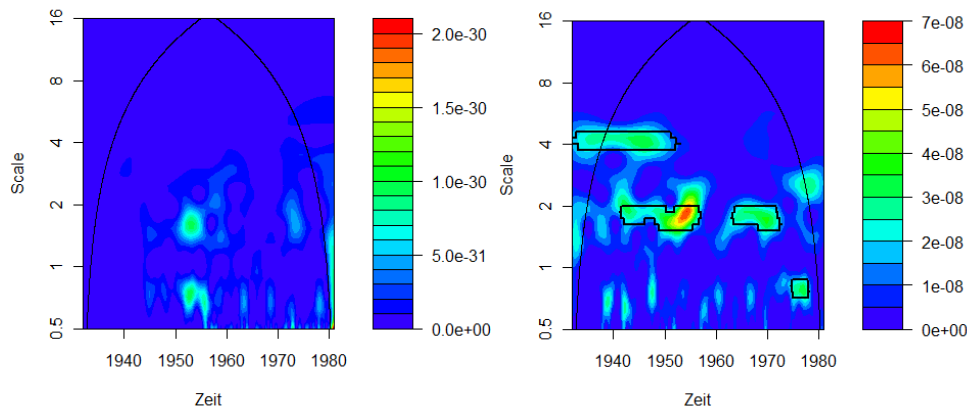 16
8
4
2
1
0.5
Scale
1940 1950 1960 1970 1980
Zeit
2.0e-30
1.5e-30
1.0e-30
5.0e-31
0.0e+00
16
8
4
2
1
0.5
Scale
1940 1950 1960 1970 1980
Zeit
7e-08
6e-08
5e-08
4e-08
3e-08
2e-08
1e-08
0e+00